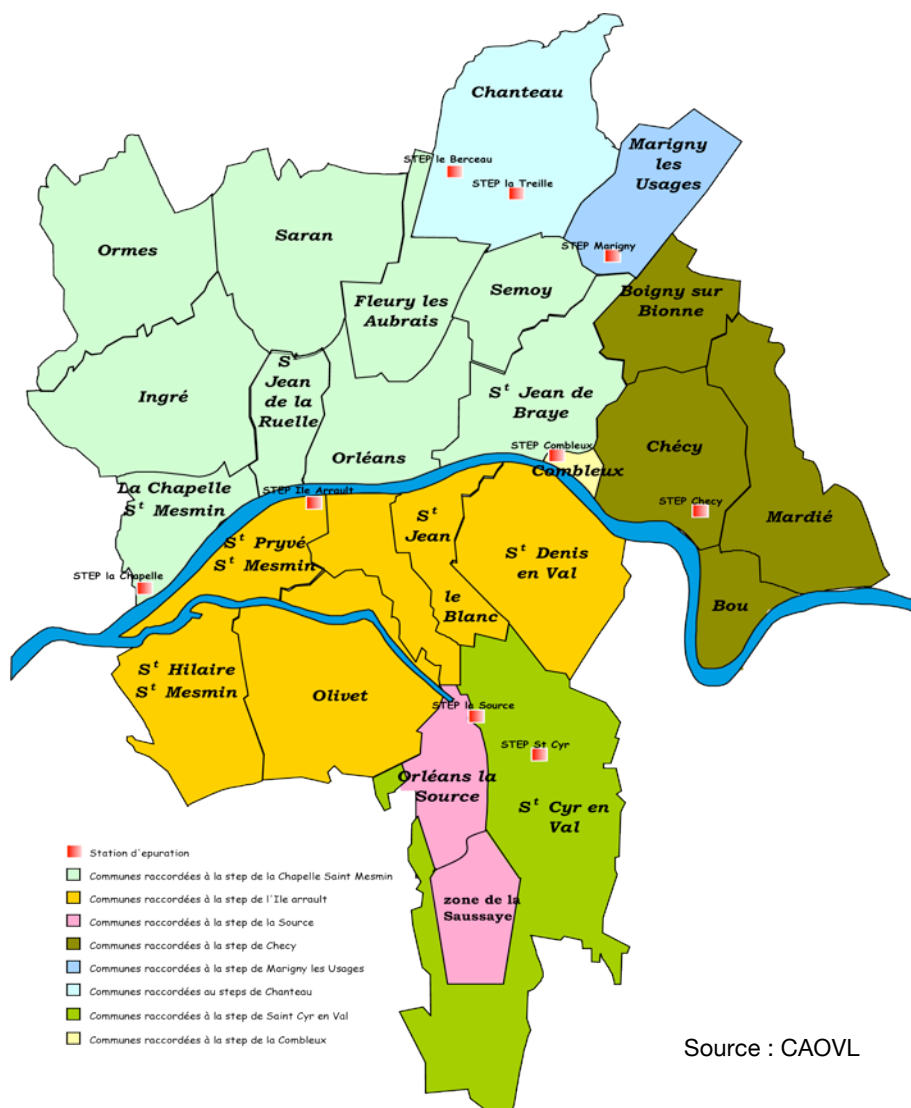 Chanteau
Marigny
les
Usages
STEP le Berceau
STEP la Treille
Ormes
Saran
STEP Marigny
Fleury les
Aubrais
Semoy
Boigny sur
Bionne
Ingré
Sᵗ
Jean
de la
Ruelle
Sᵗ Jean de
Braye
Orléans
STEP Combleux
Combleux
Chécy
La Chapelle
Sᵗ Mesmin
STEP Ile Arrault
STEP Checy
Mardié
Sᵗ Pryvé
Sᵗ Mesmin
Sᵗ
Jean
le
Blanc
Sᵗ Denis
en Val
STEP la Chapelle
Bou
Sᵗ Hilaire
Sᵗ Mesmin
Olivet
STEP la Source
STEP St Cyr
Orléans la
Source
Sᵗ Cyr en
Val
zone de la
Saussaye
Station d'epuration
Communes raccordées à la step de la Chapelle Saint Mesmin
Communes raccordées à la step de l'Ile arrault
Communes raccordées à la step de la Source
Communes raccordées à la step de Checy
Communes raccordées à la step de Marigny les Usages
Communes raccordées au steps de Chanteau
Communes raccordées à la step de Saint Cyr en Val
Communes raccordées à la step de la Combleux
Source : CAOVL